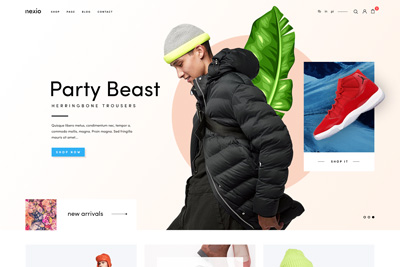 nexio
SHOP PAGE BLOG CONTACT
Party Beast
HERRINGBONE TROUSERS
Quisque libero metus, condimentum nec, tempor a,
commodo mollis, magna. Proin magna. Sed fringilla
mauris sit amet...
SHOP NOW
SHOP IT
new arrivals